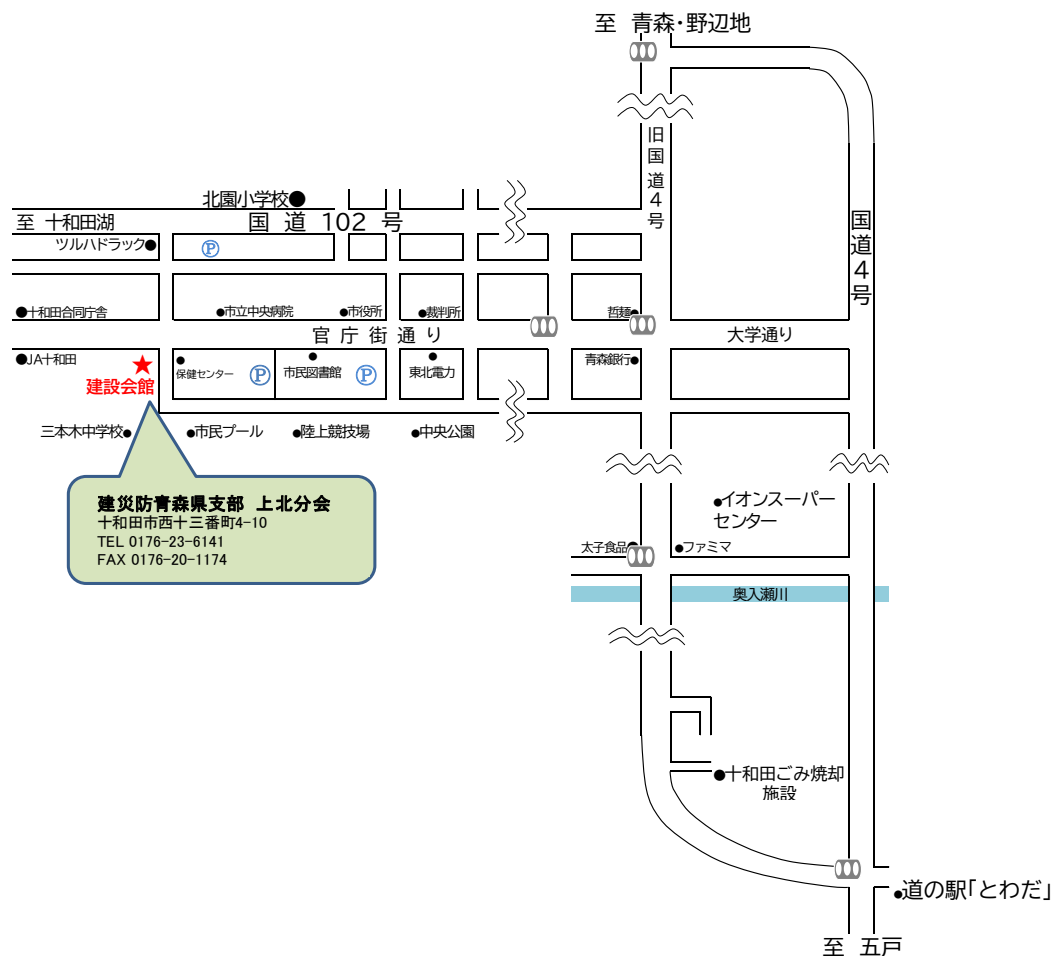 至 青森・野辺地
旧国道4号
北園小学校●
至 十和田湖
国 道 102 号
国道4号
ツルハドラック●
Ⓟ
●十和田合同庁舎
●市立中央病院
●市役所
●裁判所
哲麺●
官 庁 街 通 り
大学通り
●JA十和田
★
建設会館
●
保健センター
Ⓟ
●
市民図書館
Ⓟ
●
東北電力
青森銀行●
三本木中学校●
●市民プール
●陸上競技場
●中央公園
建災防青森県支部 上北分会
十和田市西十三番町4-10
TEL 0176-23-6141
FAX 0176-20-1174
●イオンスーパー
センター
太子食品●
●ファミマ
奥入瀬川
●十和田ごみ焼却
施設
●道の駅「とわだ」
至 五戸